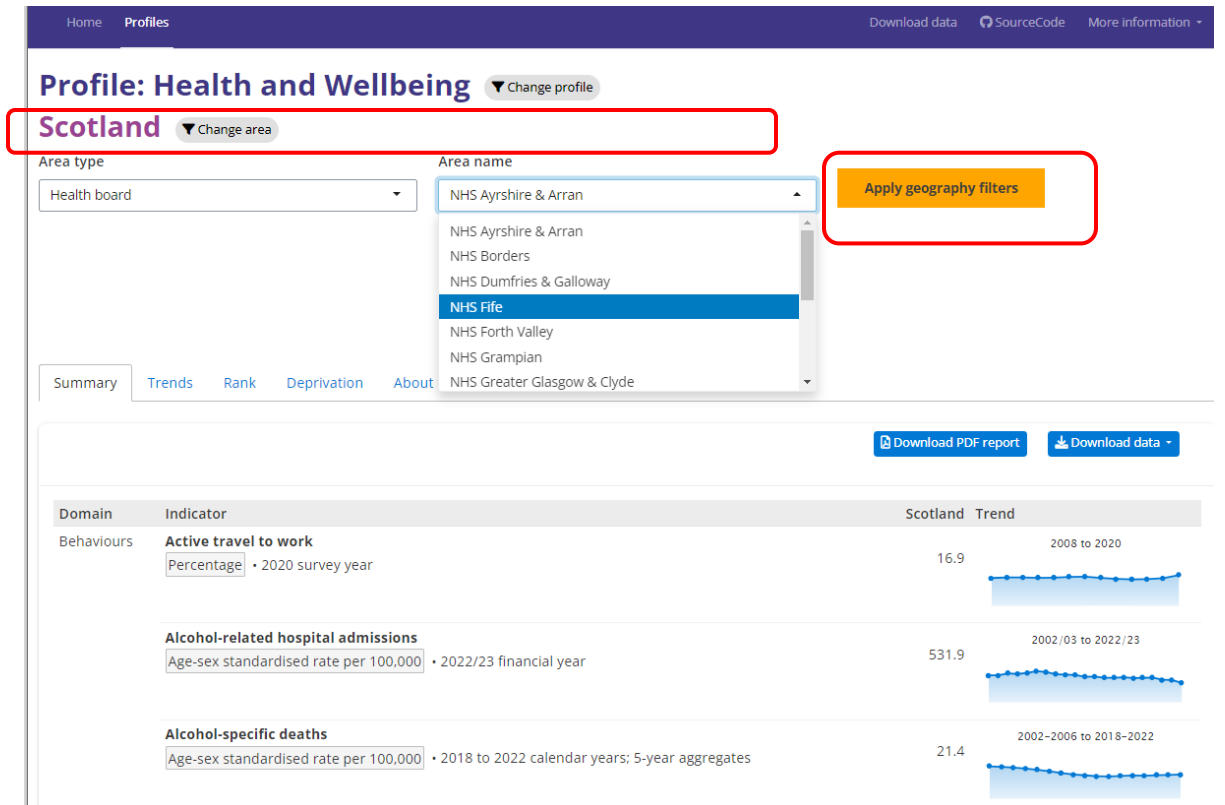 Home Profiles Download data SourceCode More information
Profile: Health and Wellbeing Change profile
Scotland Change area
Area type Area name
Health board NHS Ayrshire & Arran Apply geography filters
NHS Ayrshire & Arran
NHS Borders
NHS Dumfries & Galloway
NHS Fife
NHS Forth Valley
NHS Grampian
NHS Greater Glasgow & Clyde
Summary Trends Rank Deprivation About
Download PDF report Download data
Domain Indicator Scotland Trend
Behaviours Active travel to work 2008 to 2020
Percentage • 2020 survey year 16.9
Alcohol-related hospital admissions 2002/03 to 2022/23
Age-sex standardised rate per 100,000 • 2022/23 financial year 531.9
Alcohol-specific deaths 2002–2006 to 2018–2022
Age-sex standardised rate per 100,000 • 2018 to 2022 calendar years; 5-year aggregates 21.4